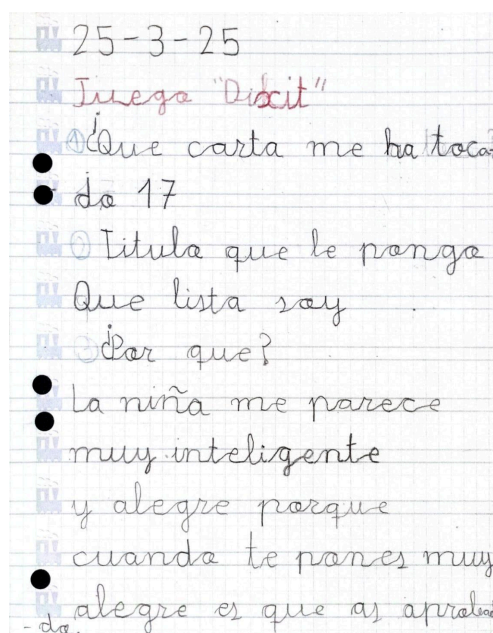 25-3-25
Juego "Dixit"
① ¿Que carta me ha toca-
do 17
② Titulo que le pongo
Que lista soy
③ ¿Por que?
La niña me parece
muy inteligente
y alegre porque
cuando te pones muy
alegre es que as aproba
-do.